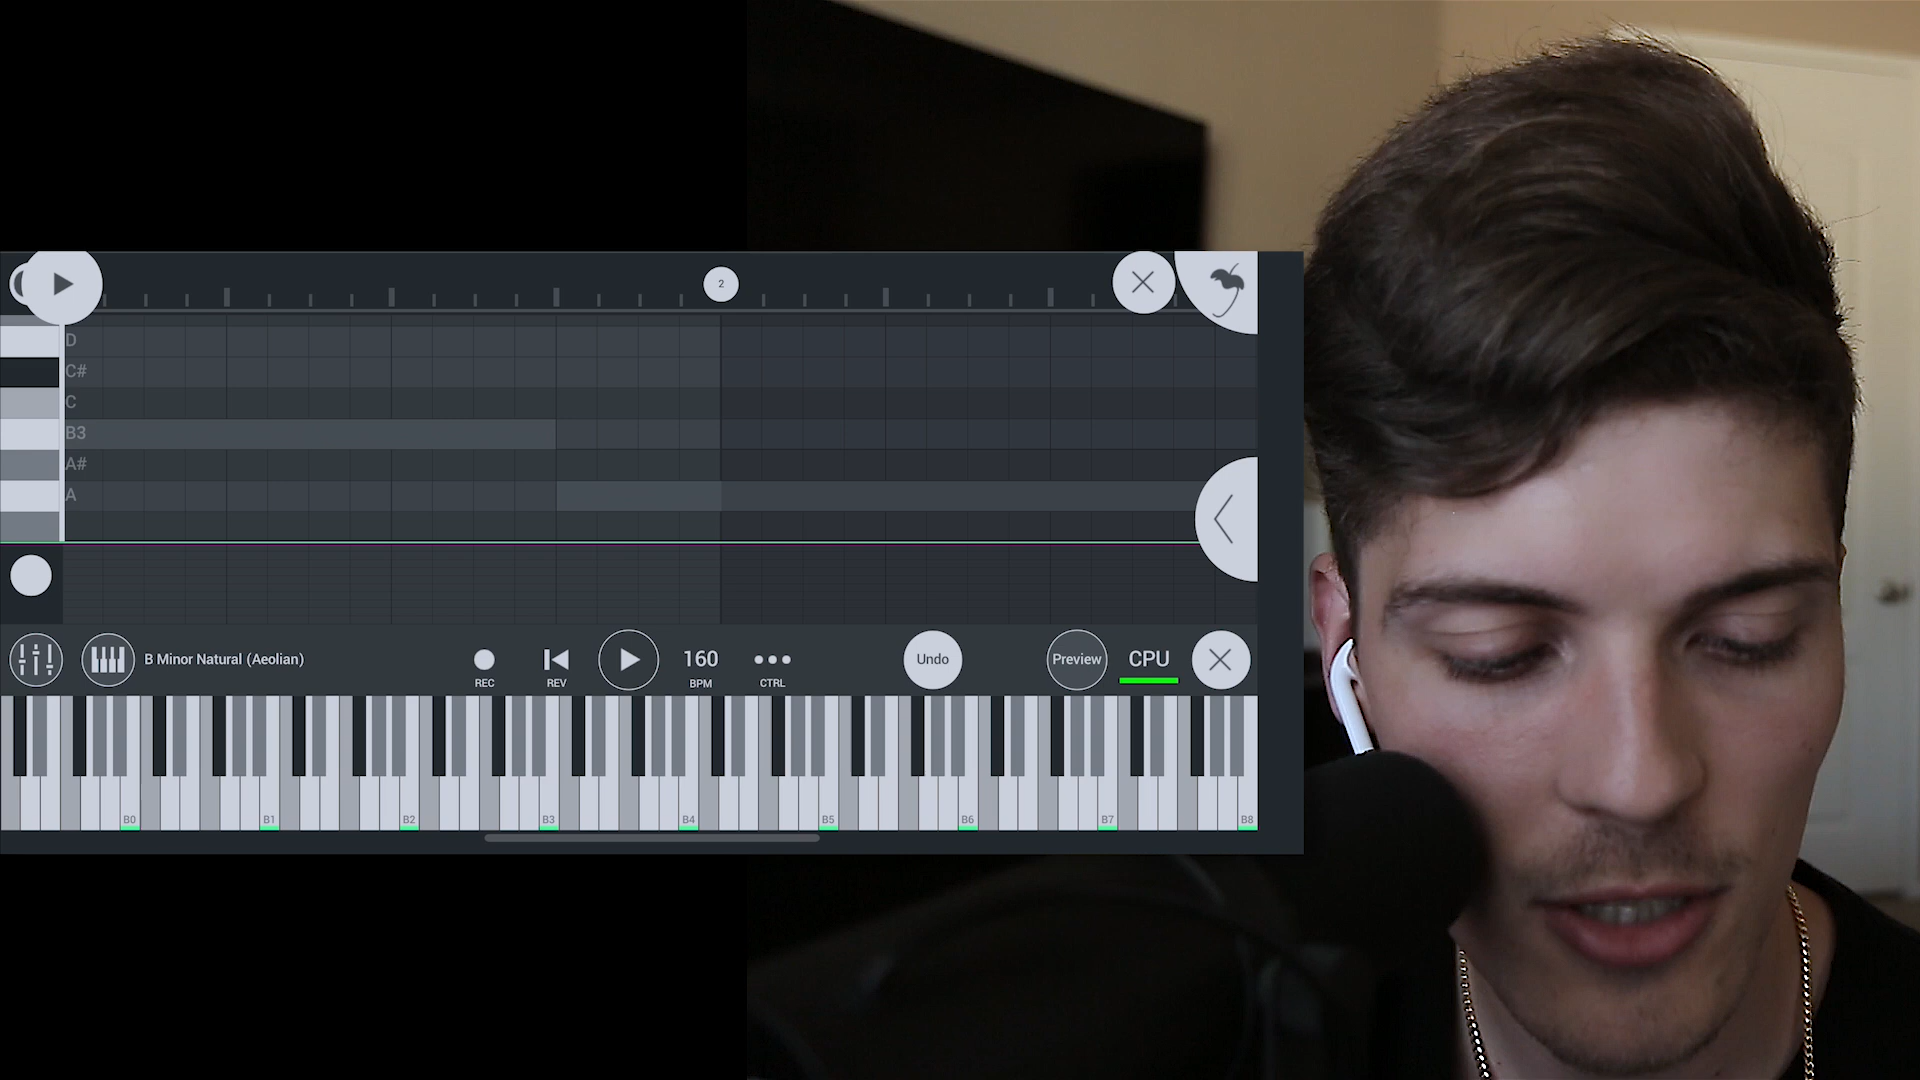 2
D
C#
C
B3
A#
A
B Minor Natural (Aeolian)
REC
REV
160
BPM
CTRL
Undo
Preview
CPU
B0 B1 B2 B3 B4 B5 B6 B7 B8